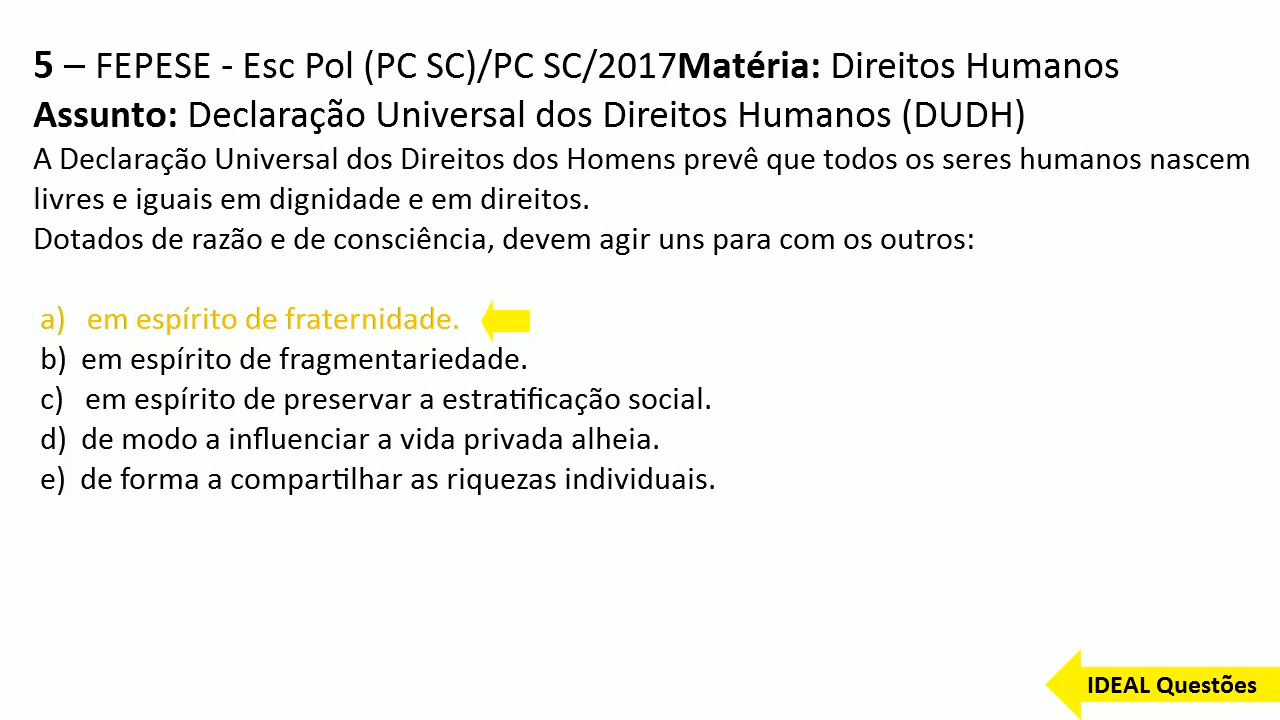 5 – FEPESE - Esc Pol (PC SC)/PC SC/2017Matéria: Direitos Humanos
Assunto: Declaração Universal dos Direitos Humanos (DUDH)
A Declaração Universal dos Direitos dos Homens prevê que todos os seres humanos nascem
livres e iguais em dignidade e em direitos.
Dotados de razão e de consciência, devem agir uns para com os outros:
a) em espírito de fraternidade.
b) em espírito de fragmentariedade.
c) em espírito de preservar a estratificação social.
d) de modo a influenciar a vida privada alheia.
e) de forma a compartilhar as riquezas individuais.
IDEAL Questões